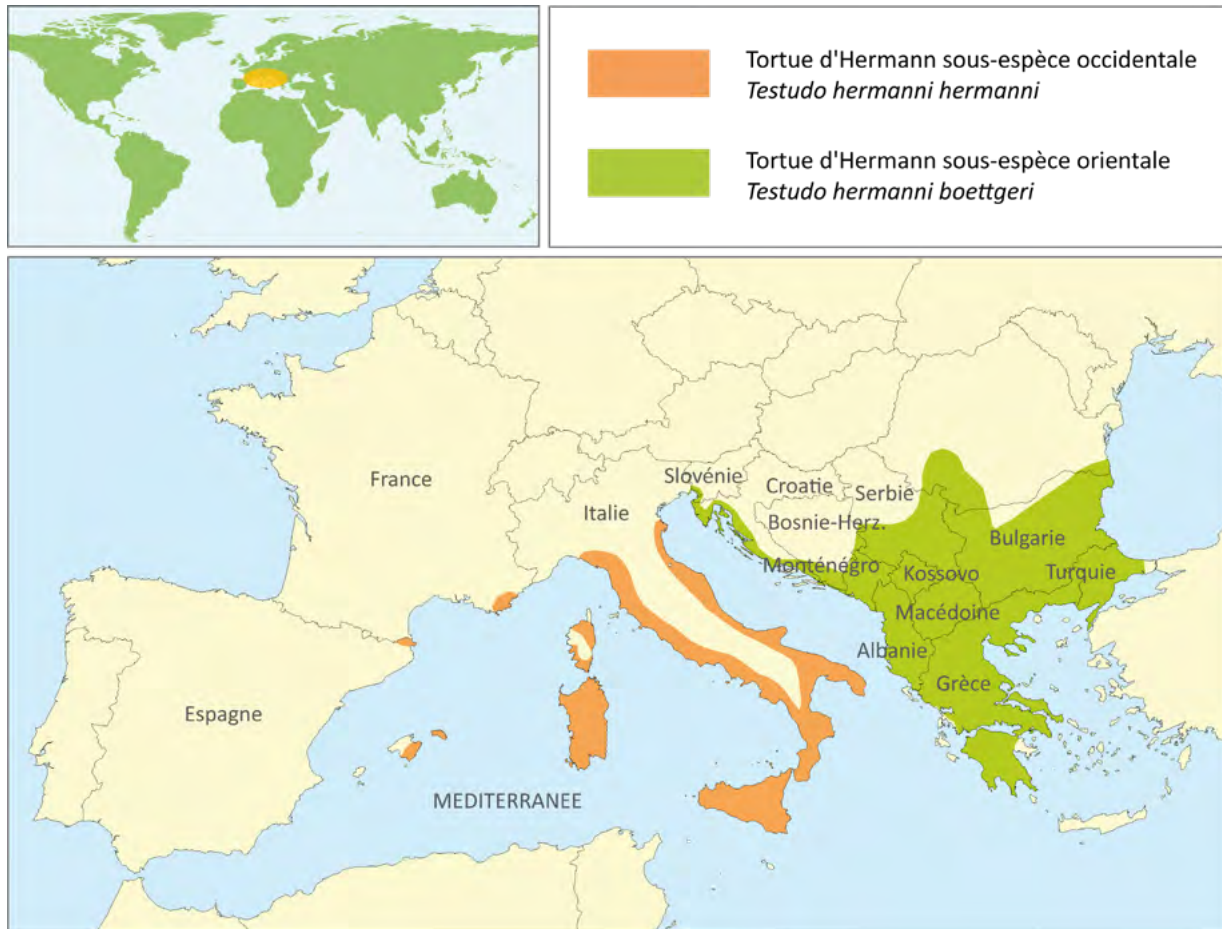 Tortue d'Hermann sous-espèce occidentale
Testudo hermanni hermanni
Tortue d'Hermann sous-espèce orientale
Testudo hermanni boettgeri
France
Slovénie
Croatie
Serbie
Italie
Bosnie-Herz.
Bulgarie
Monténégro
Kossovo
Turquie
Macédoine
Albanie
Grèce
Espagne
MEDITERRANEE